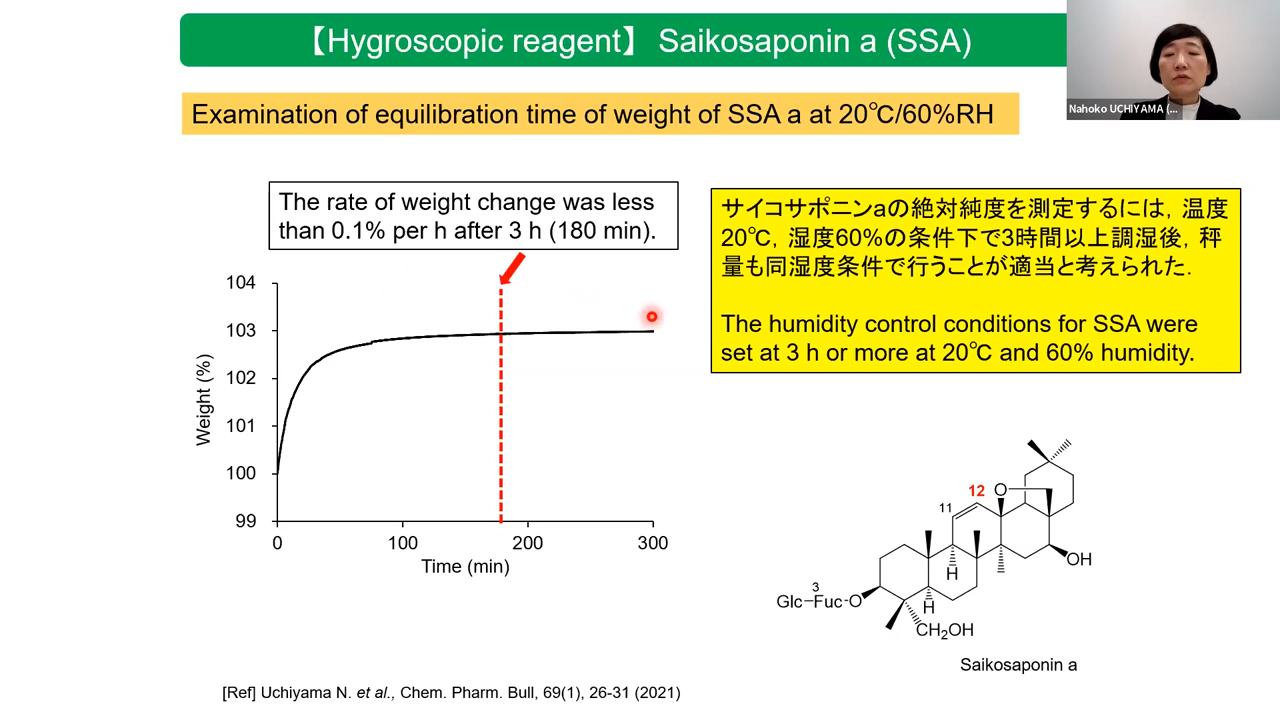 【Hygroscopic reagent】 Saikosaponin a (SSA)
Nahoko UCHIYAMA (...
Examination of equilibration time of weight of SSA a at 20℃/60%RH
The rate of weight change was less
than 0.1% per h after 3 h (180 min).
サイコサポニンaの絶対純度を測定するには，温度
20℃，湿度60%の条件下で3時間以上調湿後，秤
量も同湿度条件で行うことが適当と考えられた．
The humidity control conditions for SSA were
set at 3 h or more at 20℃ and 60% humidity.
104
103
102
101
100
99
Weight (%)
0
100
200
300
Time (min)
12
O
11
OH
H
3
Glc-Fuc-O
H
CH₂OH
Saikosaponin a
[Ref] Uchiyama N. et al., Chem. Pharm. Bull, 69(1), 26-31 (2021)